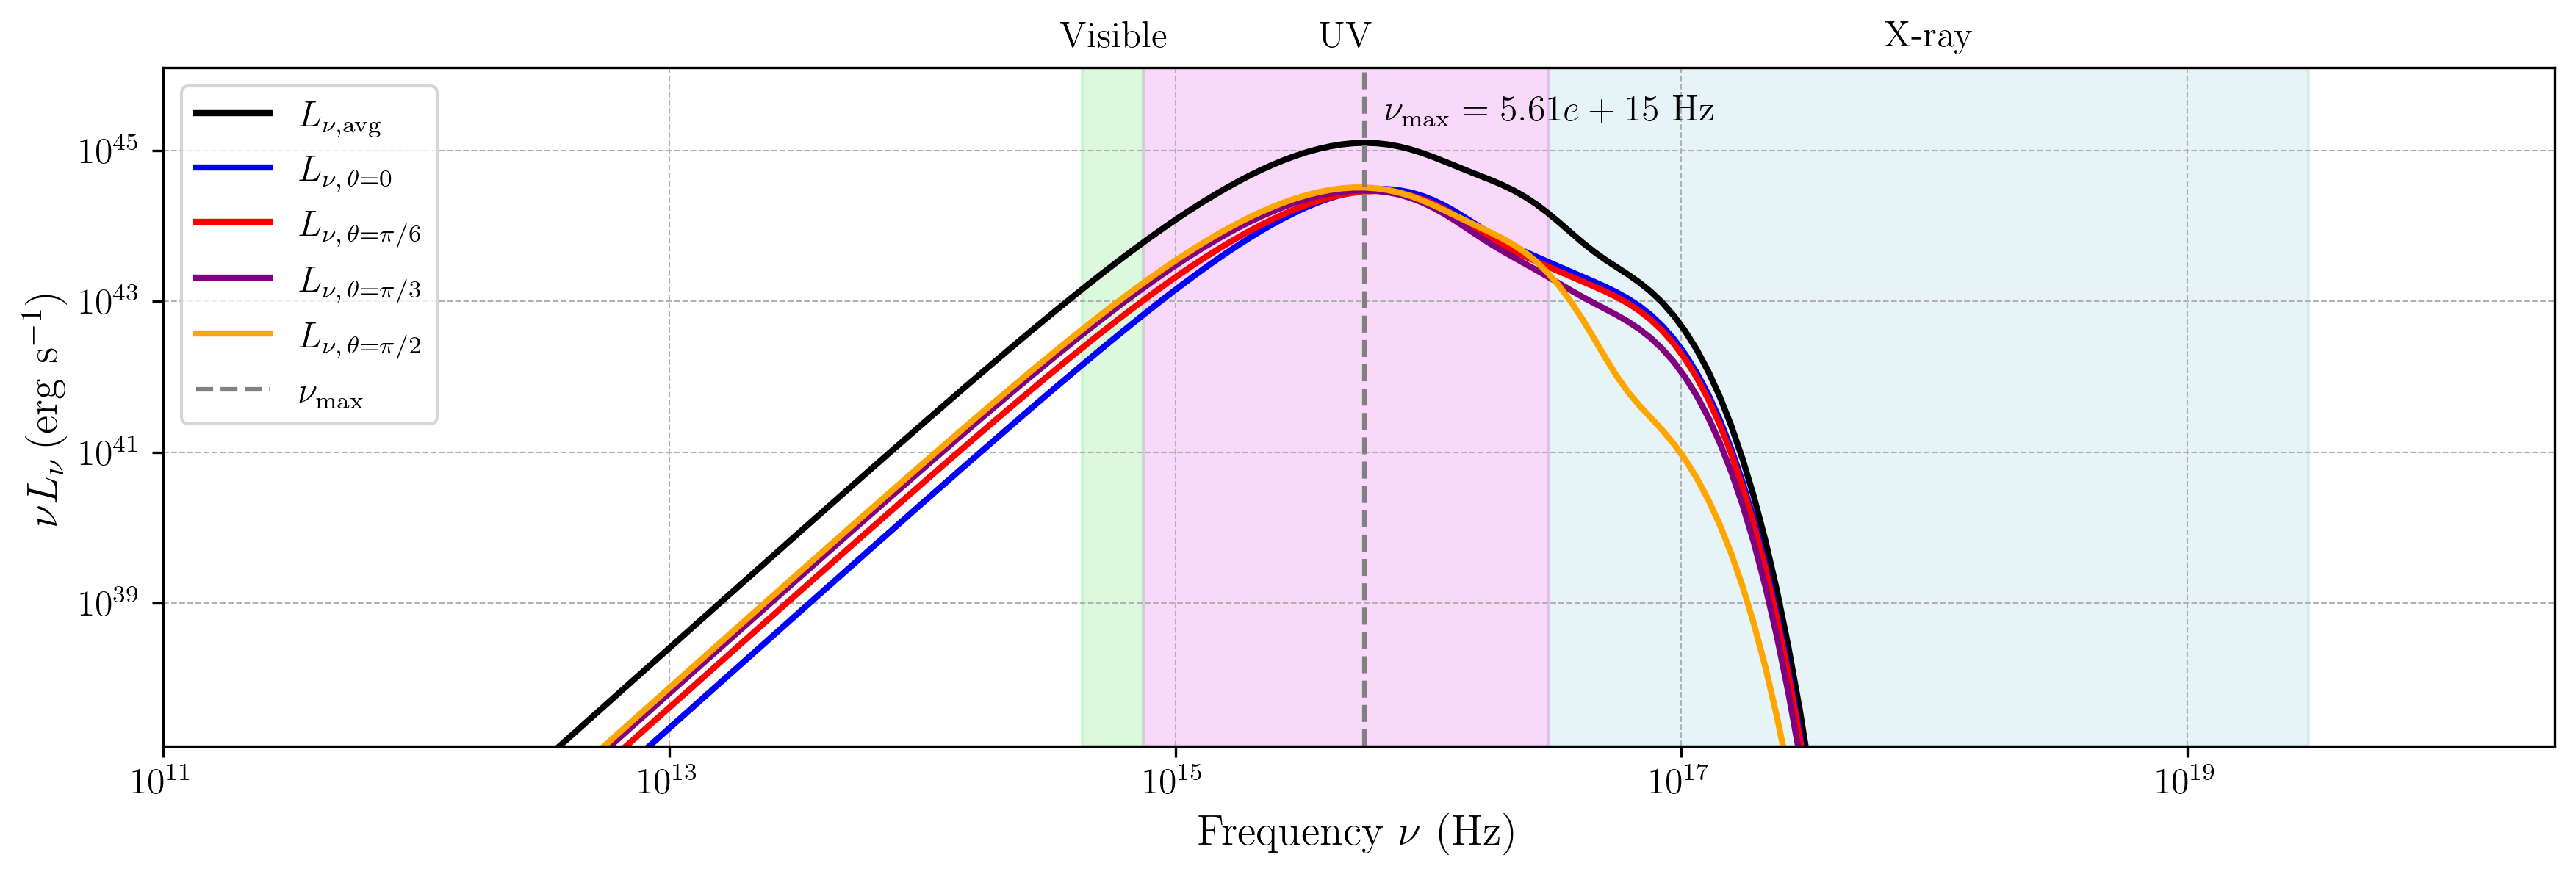 Visible UV X-ray
ν_max = 5.61e + 15 Hz
L_ν,avg
L_ν, θ=0
L_ν, θ=π/6
L_ν, θ=π/3
L_ν, θ=π/2
ν_max
10^45
10^43
10^41
10^39
ν L_ν (erg s^−1)
10^11 10^13 10^15 10^17 10^19
Frequency ν (Hz)